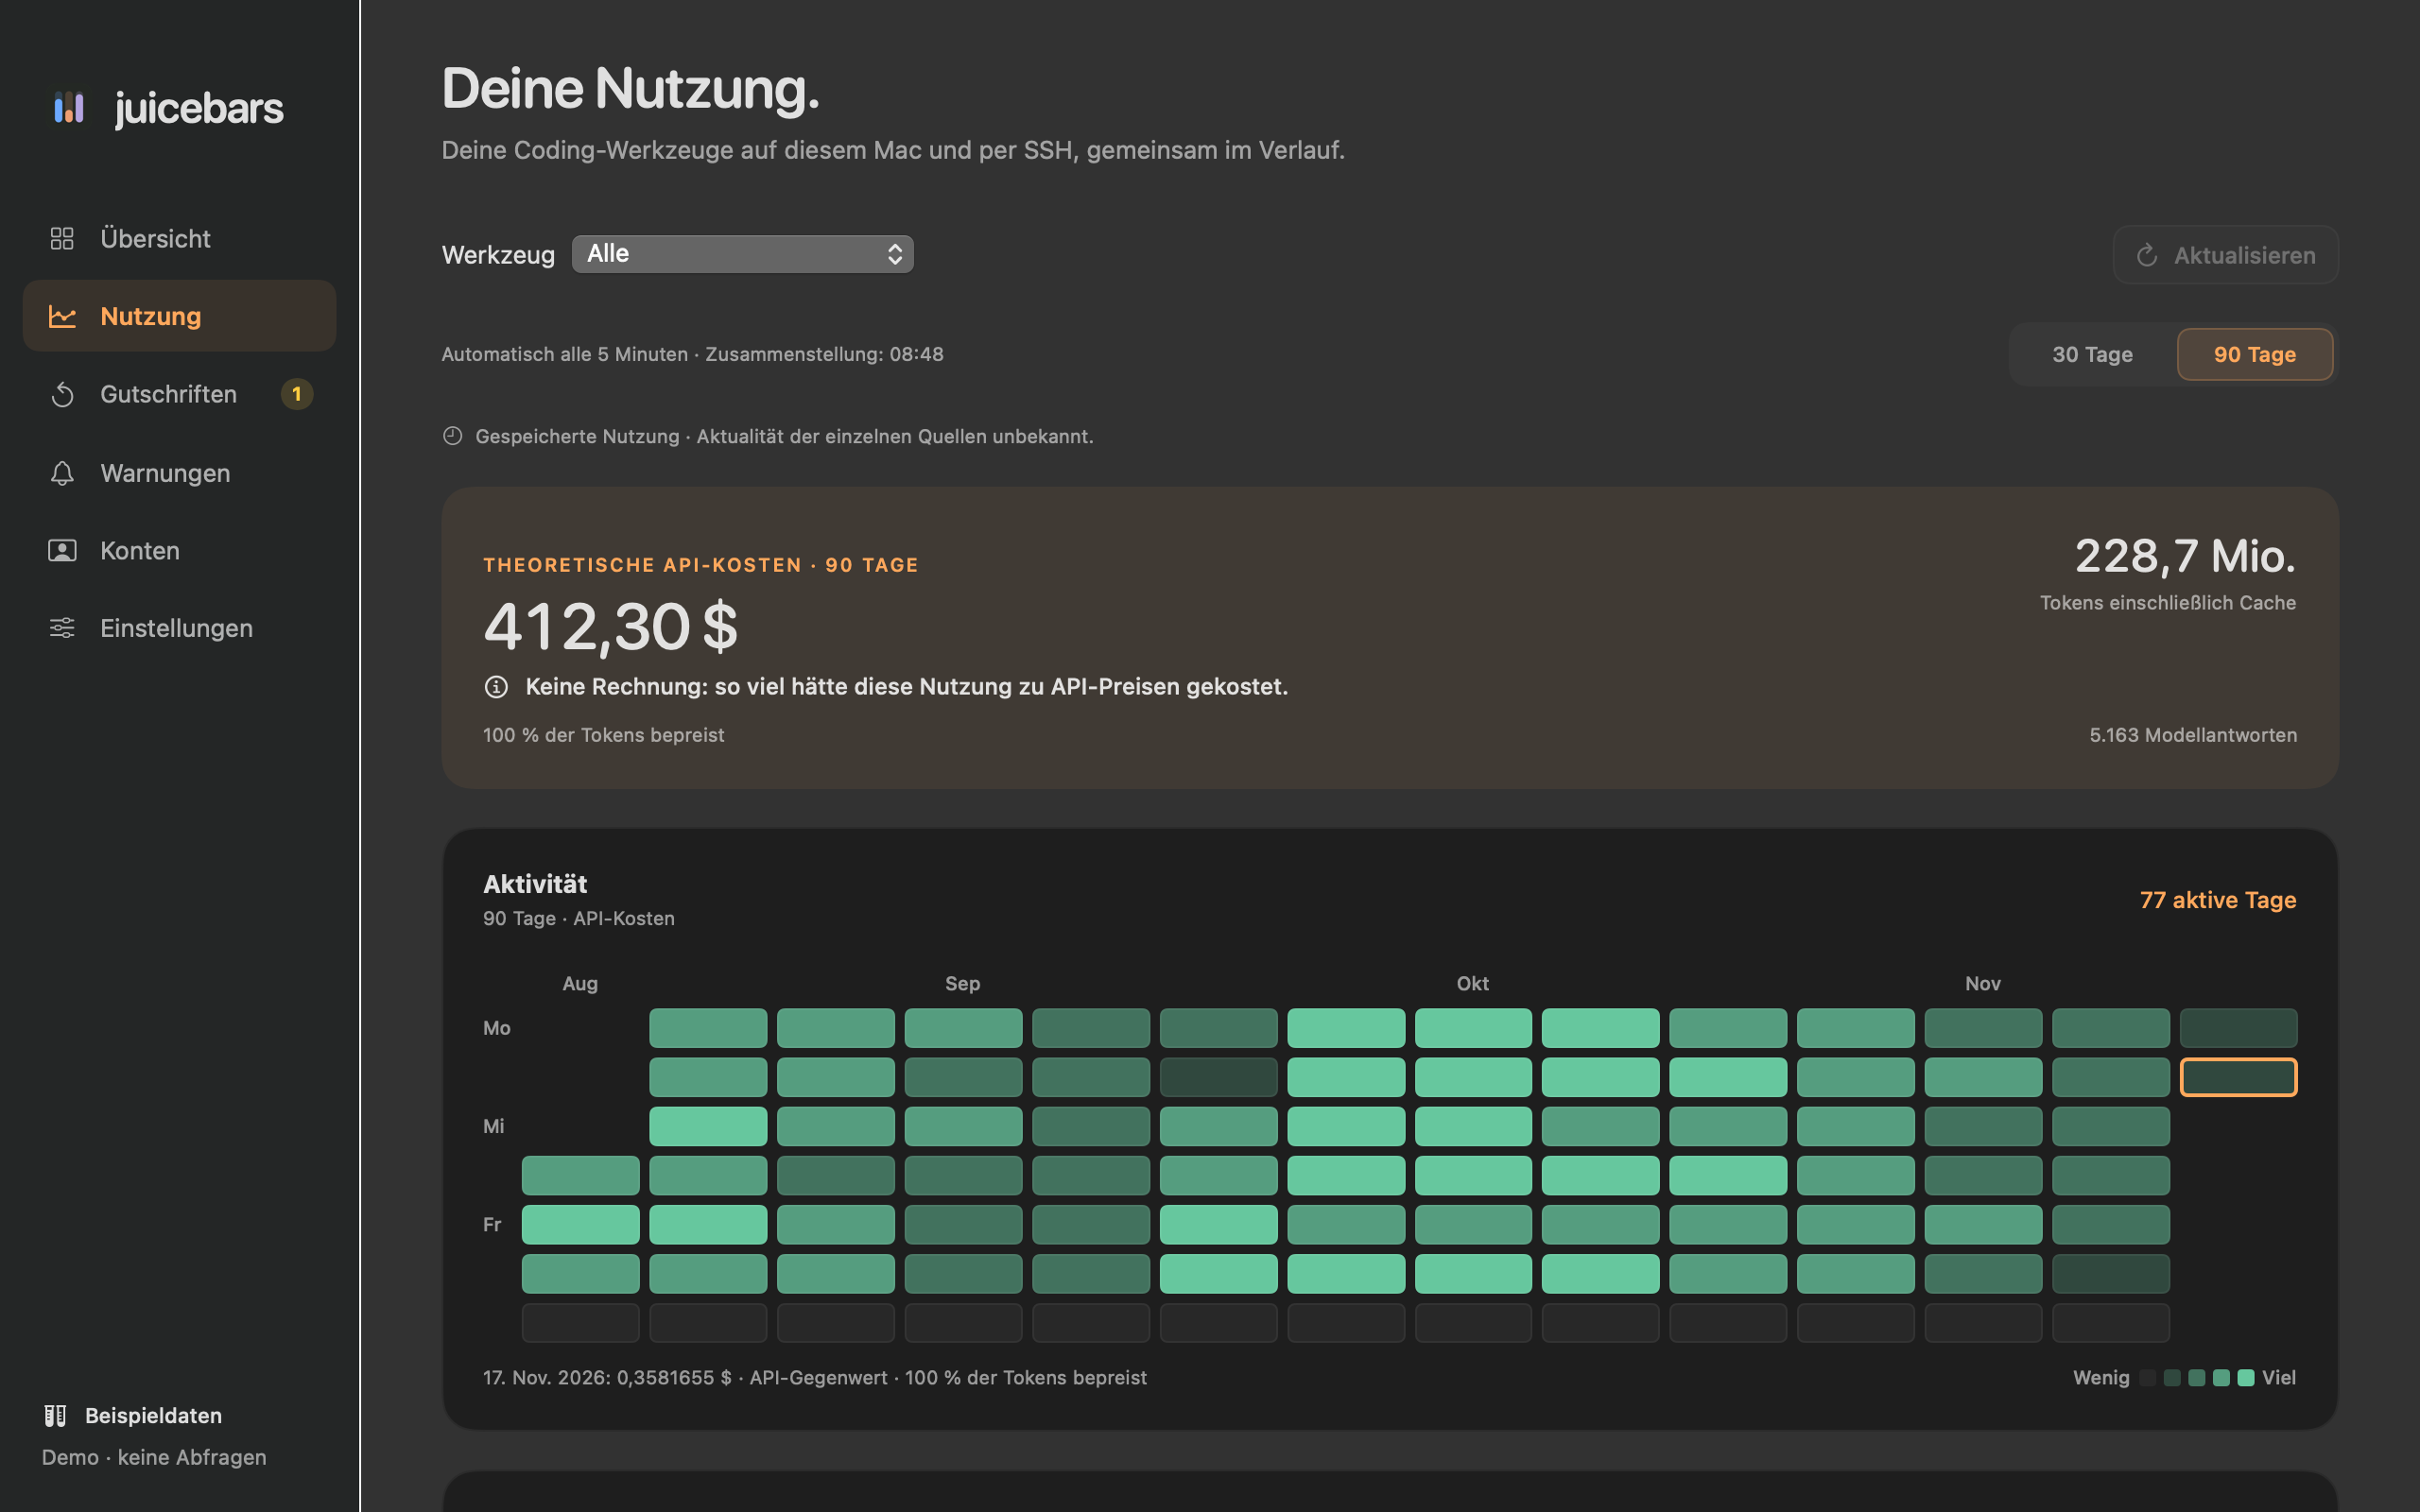 juicebars
Übersicht
Nutzung
Gutschriften 1
Warnungen
Konten
Einstellungen
Beispieldaten
Demo · keine Abfragen
Deine Nutzung.
Deine Coding-Werkzeuge auf diesem Mac und per SSH, gemeinsam im Verlauf.
Werkzeug Alle
Aktualisieren
Automatisch alle 5 Minuten · Zusammenstellung: 08:48
30 Tage 90 Tage
Gespeicherte Nutzung · Aktualität der einzelnen Quellen unbekannt.
THEORETISCHE API-KOSTEN · 90 TAGE
412,30 $
Keine Rechnung: so viel hätte diese Nutzung zu API-Preisen gekostet.
100 % der Tokens bepreist
228,7 Mio.
Tokens einschließlich Cache
5.163 Modellantworten
Aktivität
90 Tage · API-Kosten
77 aktive Tage
Aug Sep Okt Nov
Mo
Mi
Fr
17. Nov. 2026: 0,3581655 $ · API-Gegenwert · 100 % der Tokens bepreist
Wenig Viel